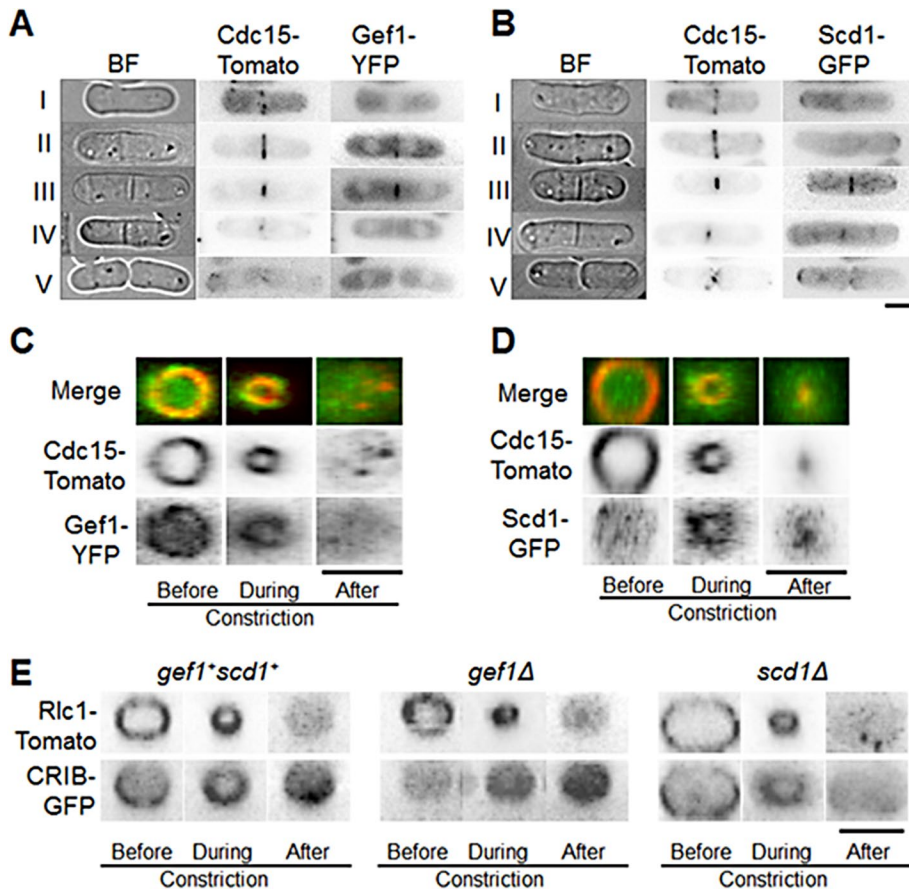 A
BF
Cdc15-
Tomato
Gef1-
YFP
I
II
III
IV
V
B
BF
Cdc15-
Tomato
Scd1-
GFP
I
II
III
IV
V
C
Merge
Cdc15-
Tomato
Gef1-
YFP
Before During After
Constriction
D
Merge
Cdc15-
Tomato
Scd1-
GFP
Before During After
Constriction
E
gef1⁺scd1⁺ gef1Δ scd1Δ
Rlc1-
Tomato
CRIB-
GFP
Before During After Before During After Before During After
Constriction Constriction Constriction